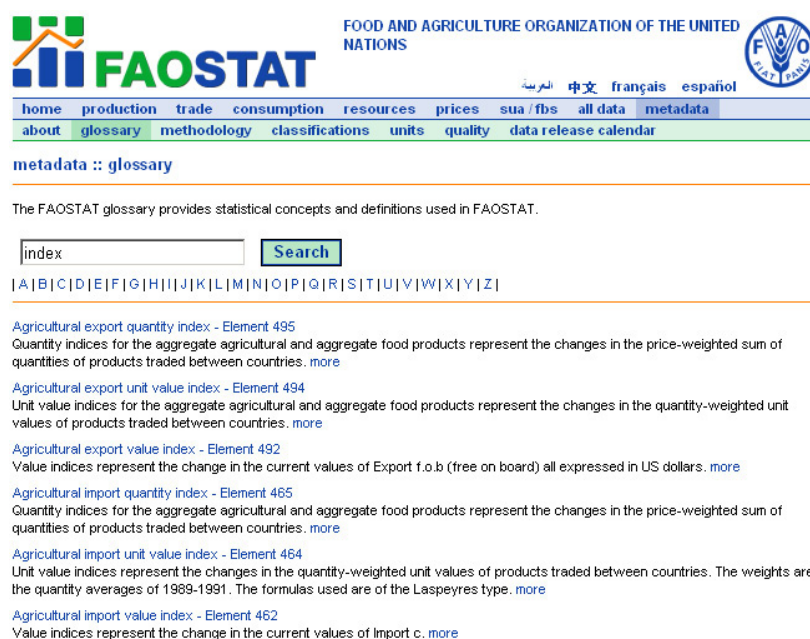 FAOSTAT
FOOD AND AGRICULTURE ORGANIZATION OF THE UNITED
NATIONS
FAO
FIAT PANIS
العربية 中文 français español
home production trade consumption resources prices sua / fbs all data metadata
about glossary methodology classifications units quality data release calendar
metadata :: glossary
The FAOSTAT glossary provides statistical concepts and definitions used in FAOSTAT.
index Search
| A | B | C | D | E | F | G | H | I | J | K | L | M | N | O | P | Q | R | S | T | U | V | W | X | Y | Z |
Agricultural export quantity index - Element 495
Quantity indices for the aggregate agricultural and aggregate food products represent the changes in the price-weighted sum of
quantities of products traded between countries. more
Agricultural export unit value index - Element 494
Unit value indices for the aggregate agricultural and aggregate food products represent the changes in the quantity-weighted unit
values of products traded between countries. more
Agricultural export value index - Element 492
Value indices represent the change in the current values of Export f.o.b (free on board) all expressed in US dollars. more
Agricultural import quantity index - Element 465
Quantity indices for the aggregate agricultural and aggregate food products represent the changes in the price-weighted sum of
quantities of products traded between countries. more
Agricultural import unit value index - Element 464
Unit value indices represent the changes in the quantity-weighted unit values of products traded between countries. The weights are
the quantity averages of 1989-1991. The formulas used are of the Laspeyres type. more
Agricultural import value index - Element 462
Value indices represent the change in the current values of Import c. more